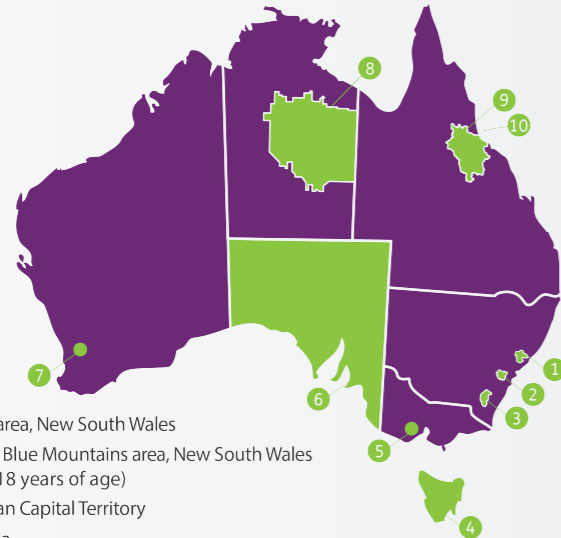 8
9
10
7
1
2
6
3
area, New South Wales
5
Blue Mountains area, New South Wales
18 years of age)
an Capital Territory
4